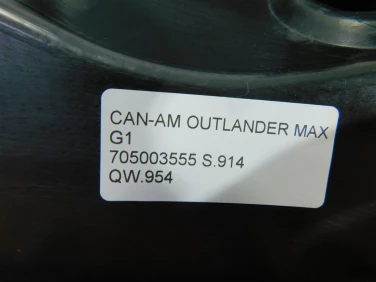 CAN-AM OUTLANDER MAX
G1
705003555 S.914
QW.954